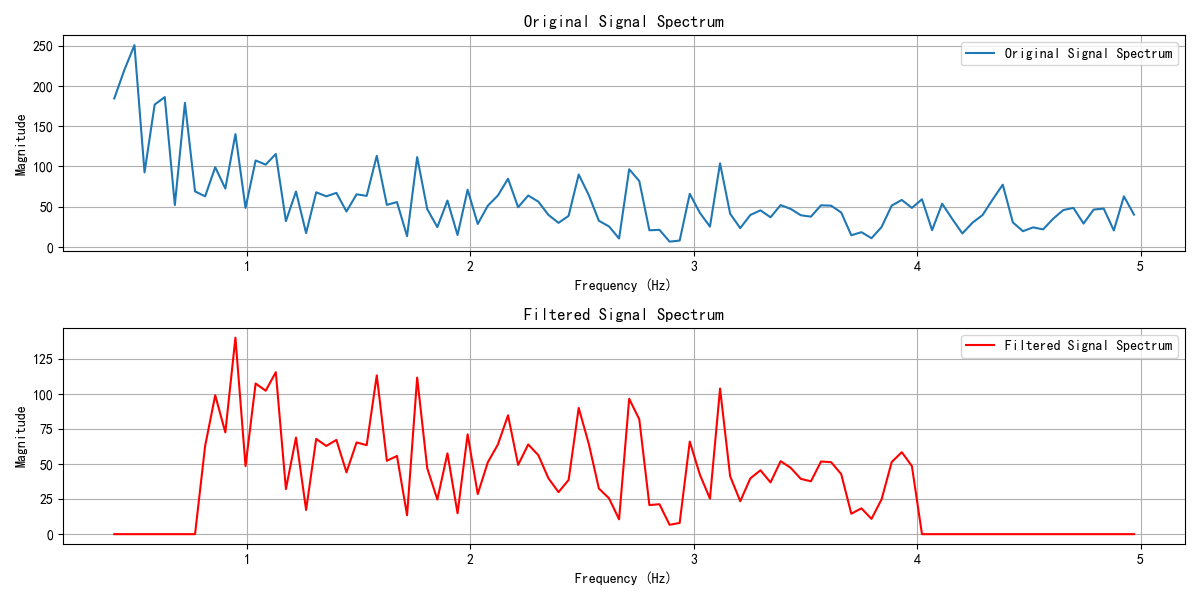 Original Signal Spectrum
Original Signal Spectrum
250
200
150
100
50
0
Magnitude
1 2 3 4 5
Frequency (Hz)
Filtered Signal Spectrum
Filtered Signal Spectrum
125
100
75
50
25
0
Magnitude
1 2 3 4 5
Frequency (Hz)